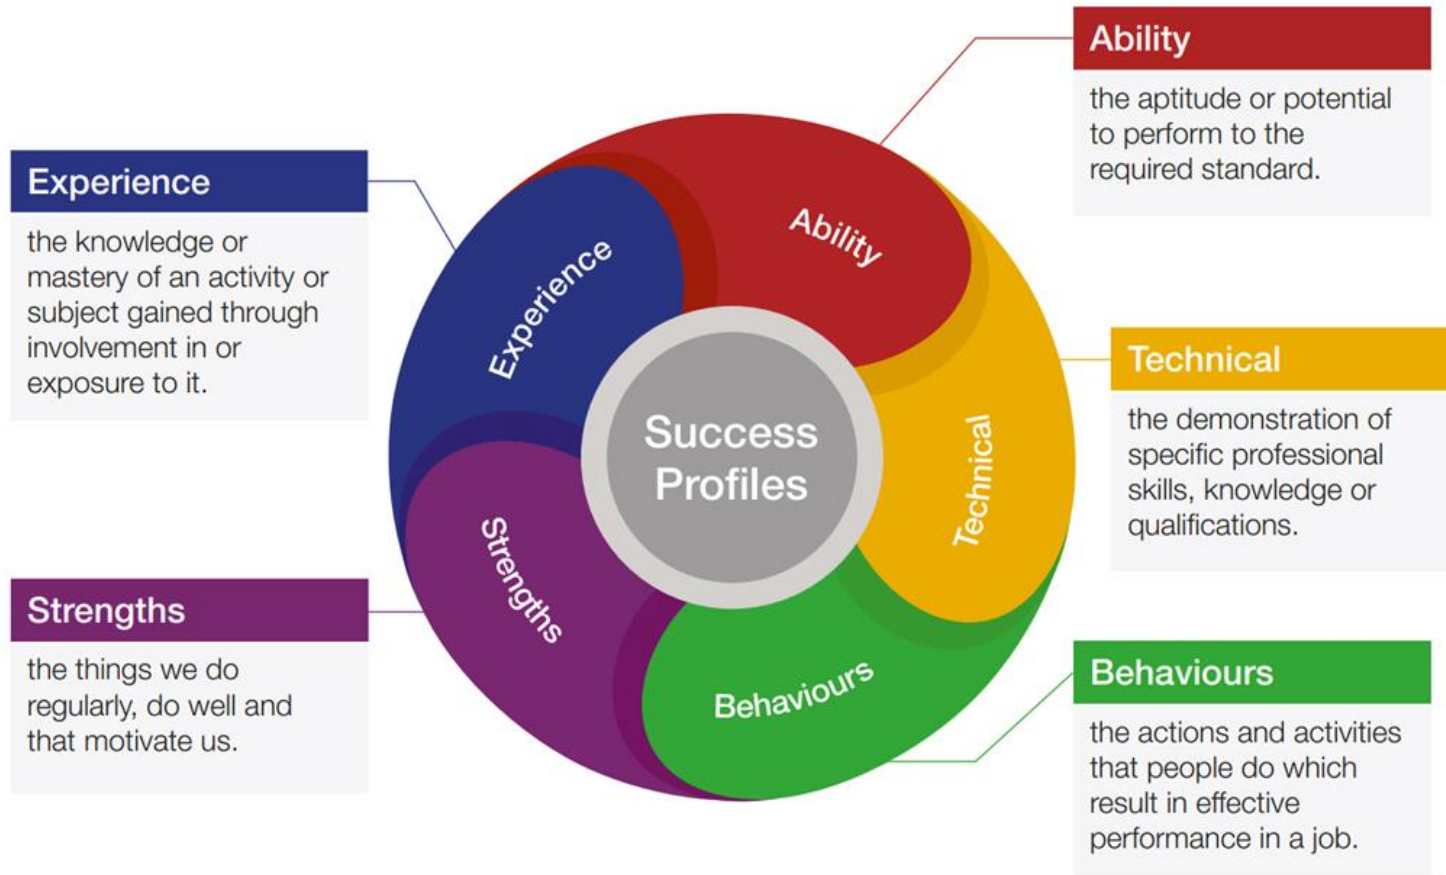 Ability
the aptitude or potential
to perform to the
required standard.
Experience
the knowledge or
mastery of an activity or
subject gained through
involvement in or
exposure to it.
Technical
the demonstration of
specific professional
skills, knowledge or
qualifications.
Strengths
the things we do
regularly, do well and
that motivate us.
Behaviours
the actions and activities
that people do which
result in effective
performance in a job.
Success
Profiles
Ability
Technical
Behaviours
Strengths
Experience